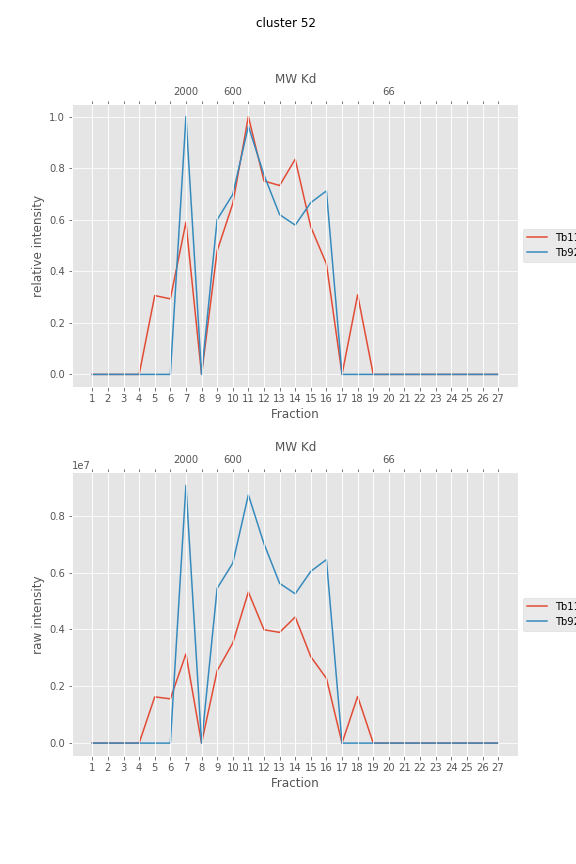 cluster 52
MW Kd
2000 600 66
1.0
0.8
0.6
0.4
0.2
0.0
relative intensity
Tb11
Tb92
1 2 3 4 5 6 7 8 9 10 11 12 13 14 15 16 17 18 19 20 21 22 23 24 25 26 27
Fraction
MW Kd
2000 600 66
1e7
0.8
0.6
0.4
0.2
0.0
raw intensity
Tb11
Tb92
1 2 3 4 5 6 7 8 9 10 11 12 13 14 15 16 17 18 19 20 21 22 23 24 25 26 27
Fraction